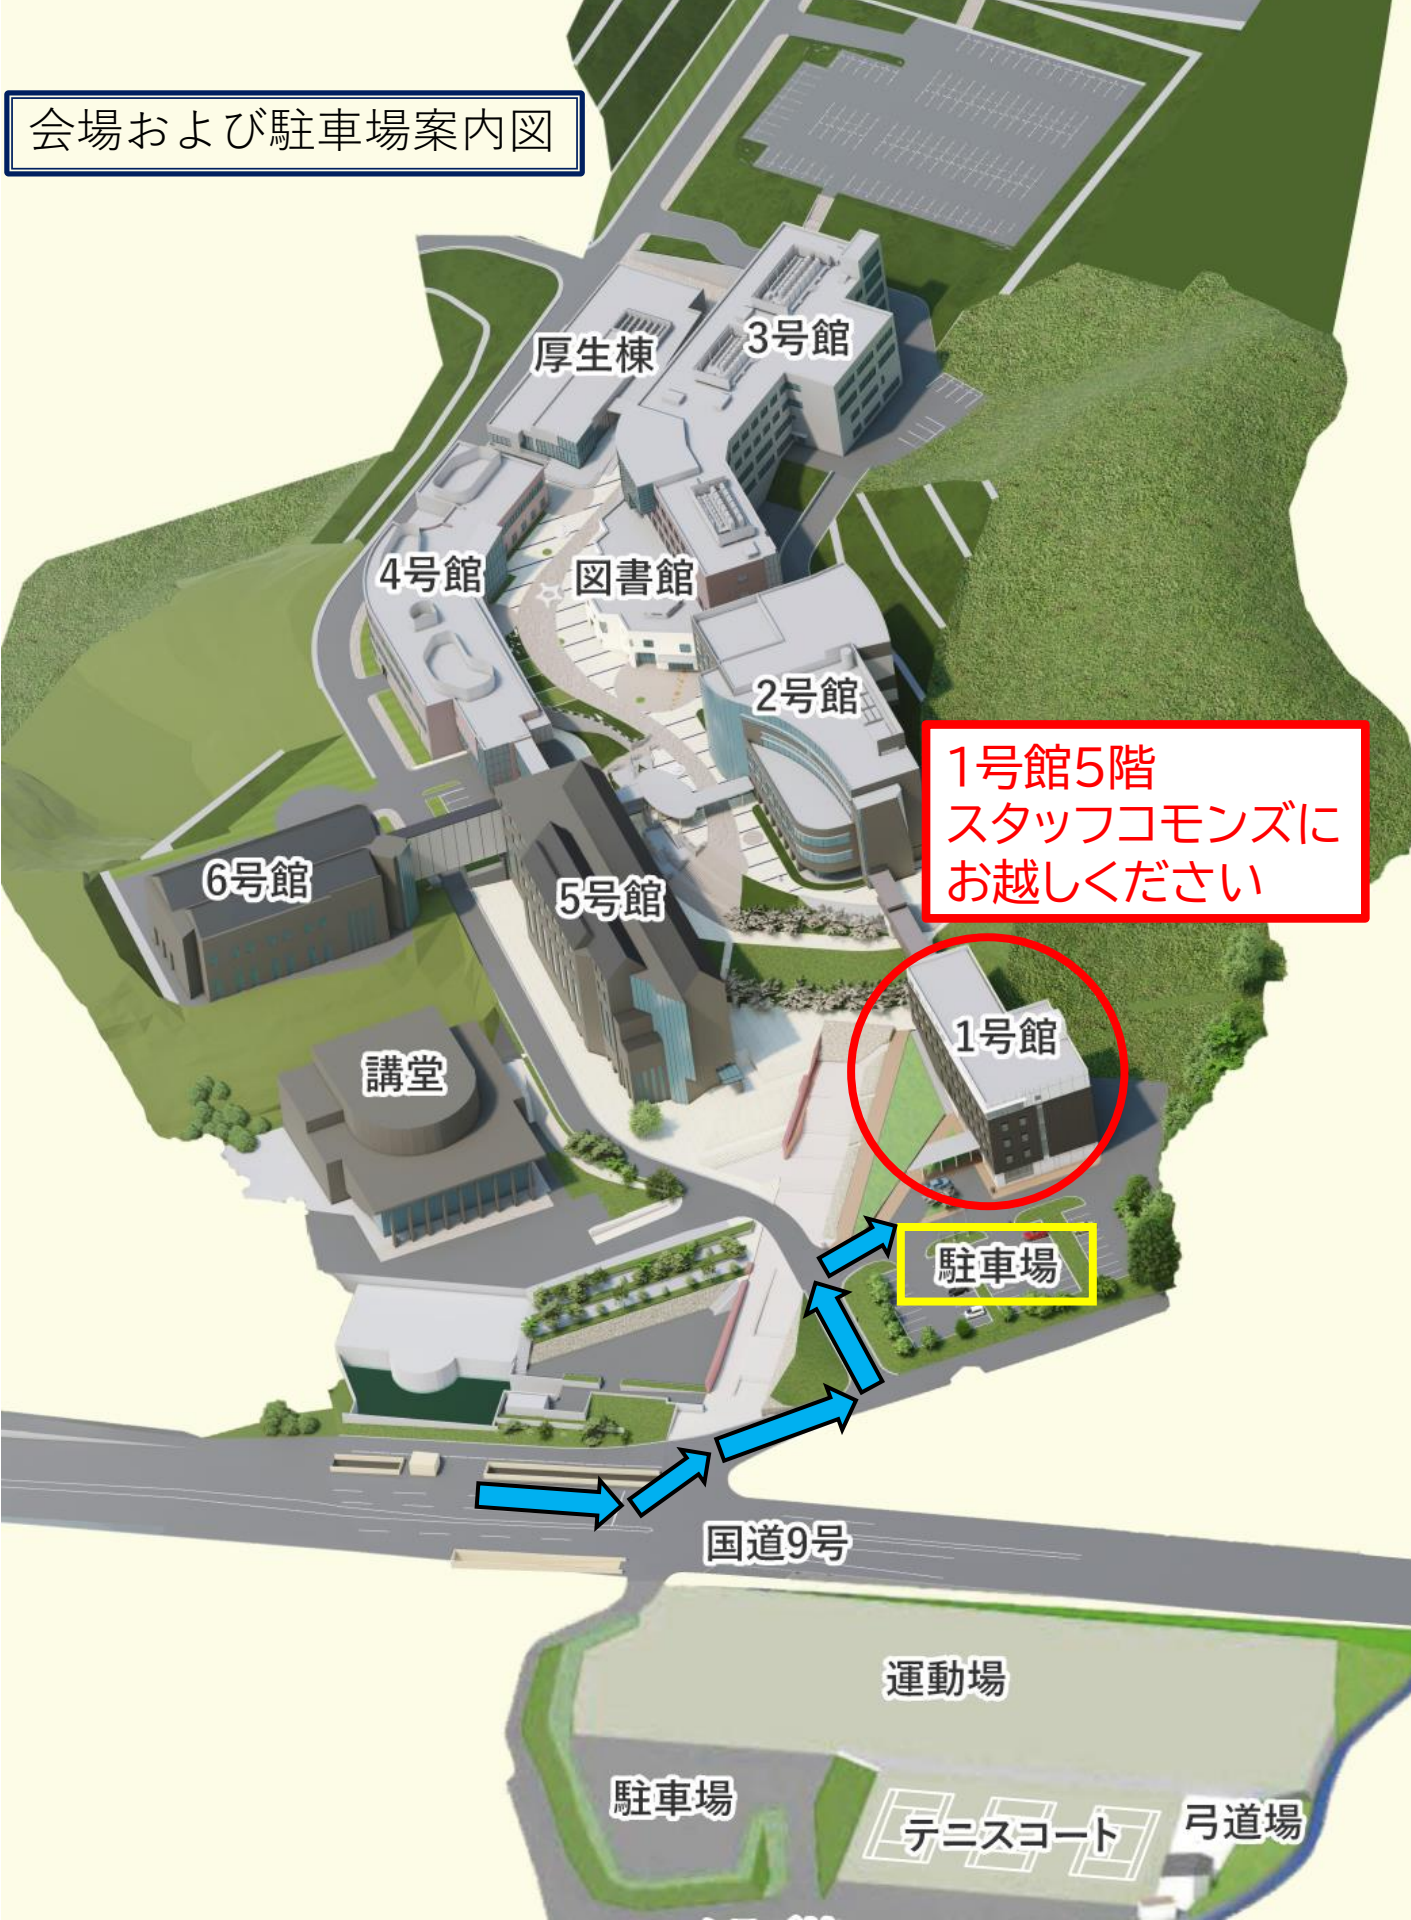 会場および駐車場案内図
3号館
厚生棟
4号館
図書館
2号館
1号館5階
スタッフコモンズに
お越しください
6号館
5号館
1号館
講堂
駐車場
国道9号
運動場
駐車場
テニスコート
弓道場